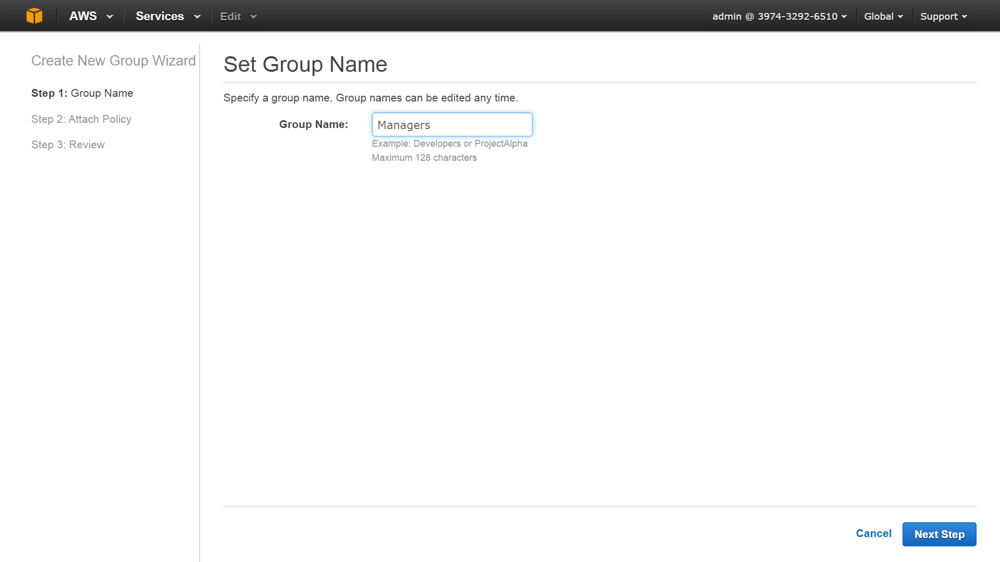 AWS Services Edit admin @ 3974-3292-6510 Global Support
Create New Group Wizard
Step 1: Group Name
Step 2: Attach Policy
Step 3: Review
Set Group Name
Specify a group name. Group names can be edited any time.
Group Name: Managers
Example: Developers or ProjectAlpha
Maximum 128 characters
Cancel Next Step